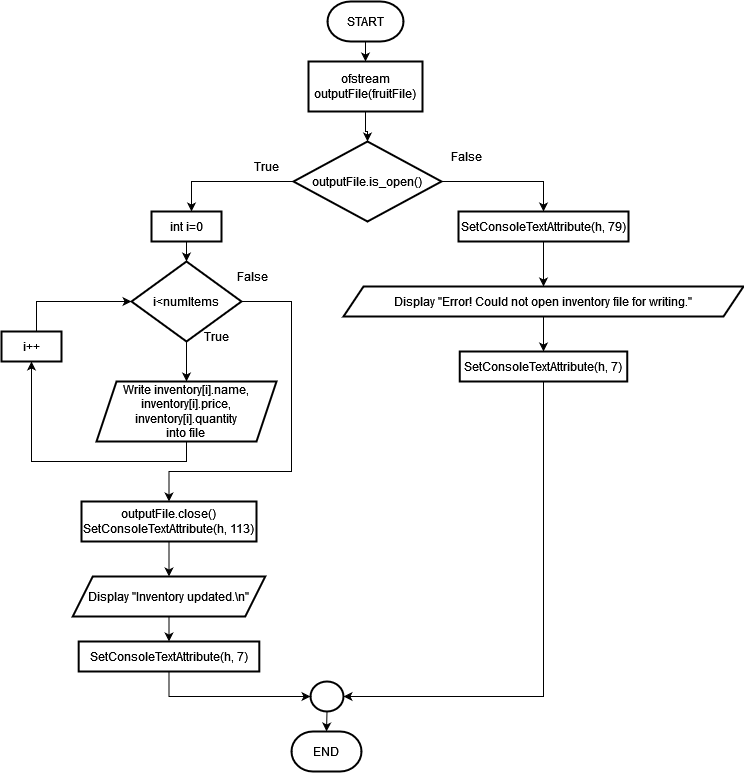 START
ofstream
outputFile(fruitFile)
True
False
outputFile.is_open()
int i=0
SetConsoleTextAttribute(h, 79)
False
i<numItems
Display "Error! Could not open inventory file for writing."
True
i++
SetConsoleTextAttribute(h, 7)
Write inventory[i].name,
inventory[i].price,
inventory[i].quantity
into file
outputFile.close()
SetConsoleTextAttribute(h, 113)
Display "Inventory updated.\n"
SetConsoleTextAttribute(h, 7)
END